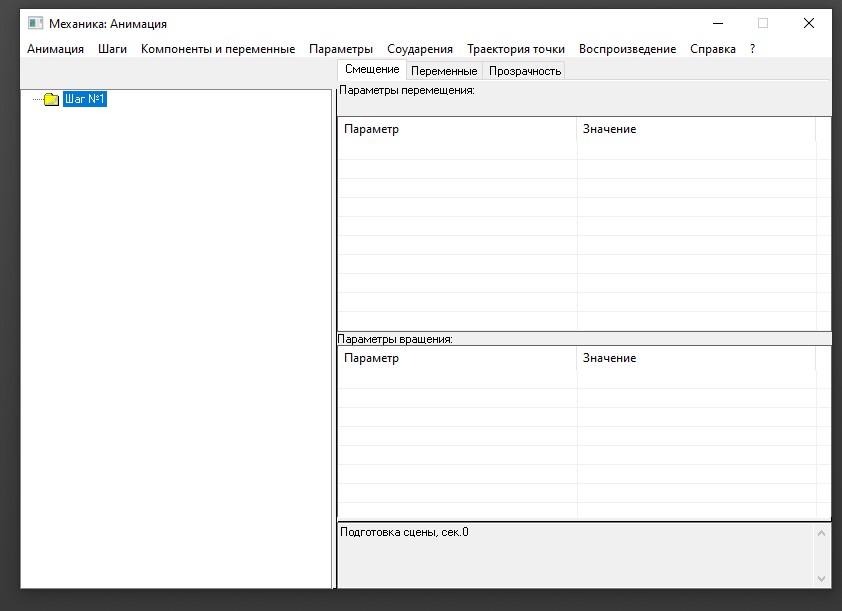 Механика: Анимация
Анимация Шаги Компоненты и переменные Параметры Соударения Траектория точки Воспроизведение Справка ?
Смещение Переменные Прозрачность
Шаг №1
Параметры перемещения:
Параметр Значение
Параметры вращения:
Параметр Значение
Подготовка сцены, сек.0